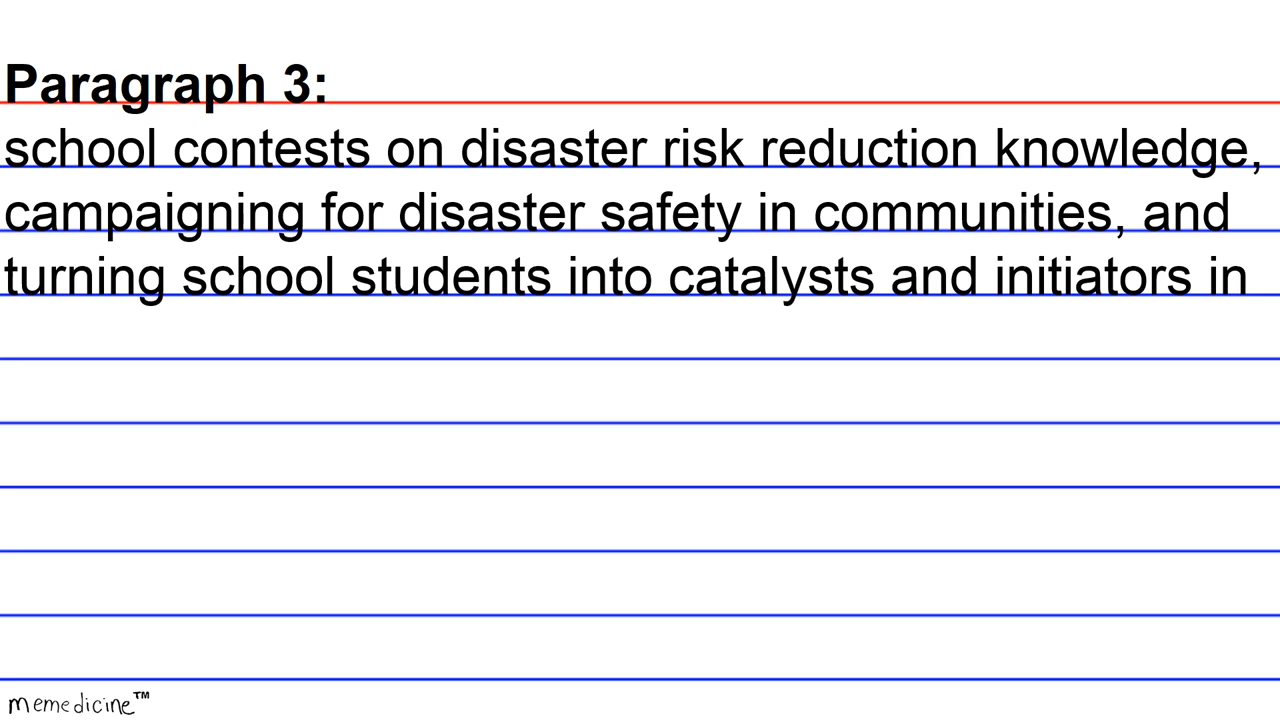 Paragraph 3:
school contests on disaster risk reduction knowledge,
campaigning for disaster safety in communities, and
turning school students into catalysts and initiators in
memedicine™